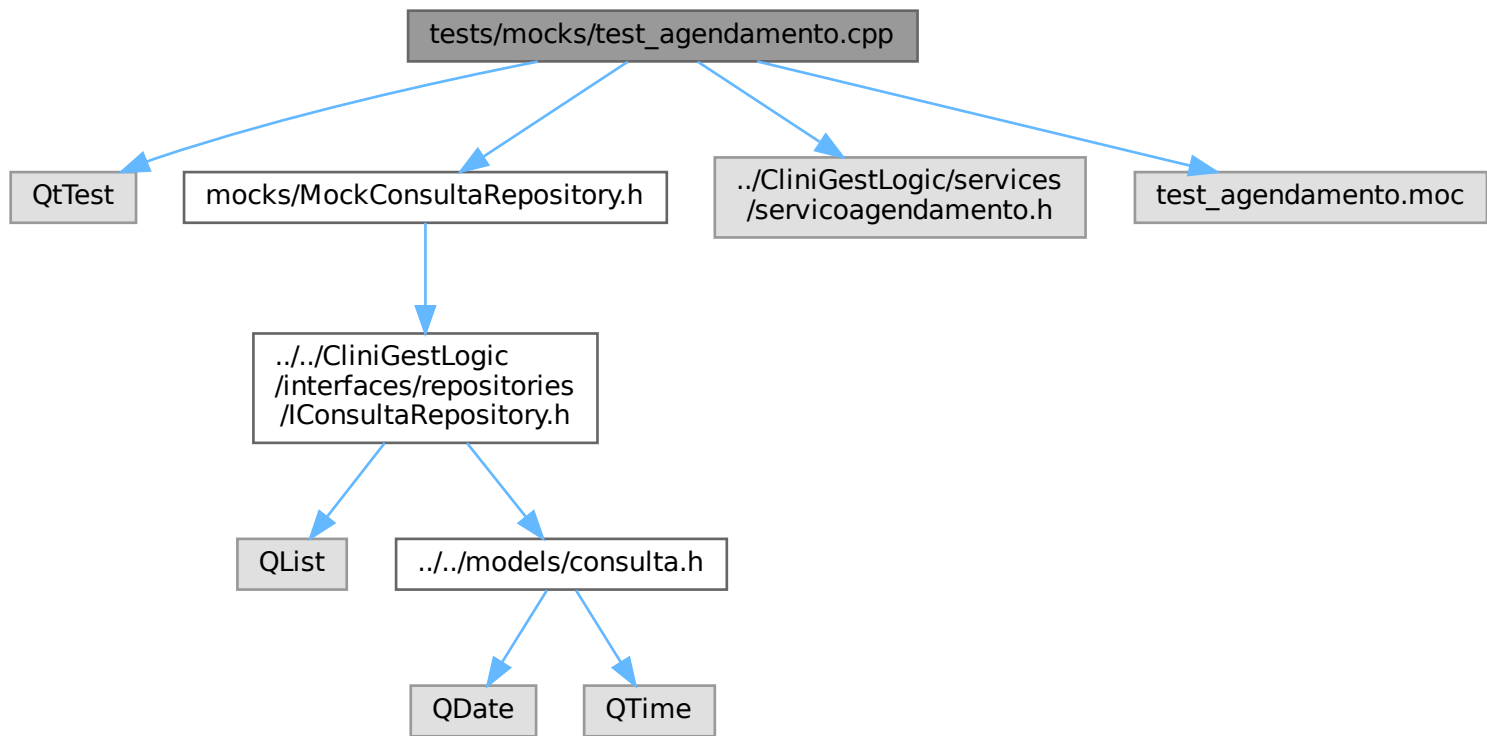 tests/mocks/test_agendamento.cpp
QtTest
mocks/MockConsultaRepository.h
../CliniGestLogic/services
/servicoagendamento.h
test_agendamento.moc
../../CliniGestLogic
/interfaces/repositories
/IConsultaRepository.h
QList
../../models/consulta.h
QDate
QTime